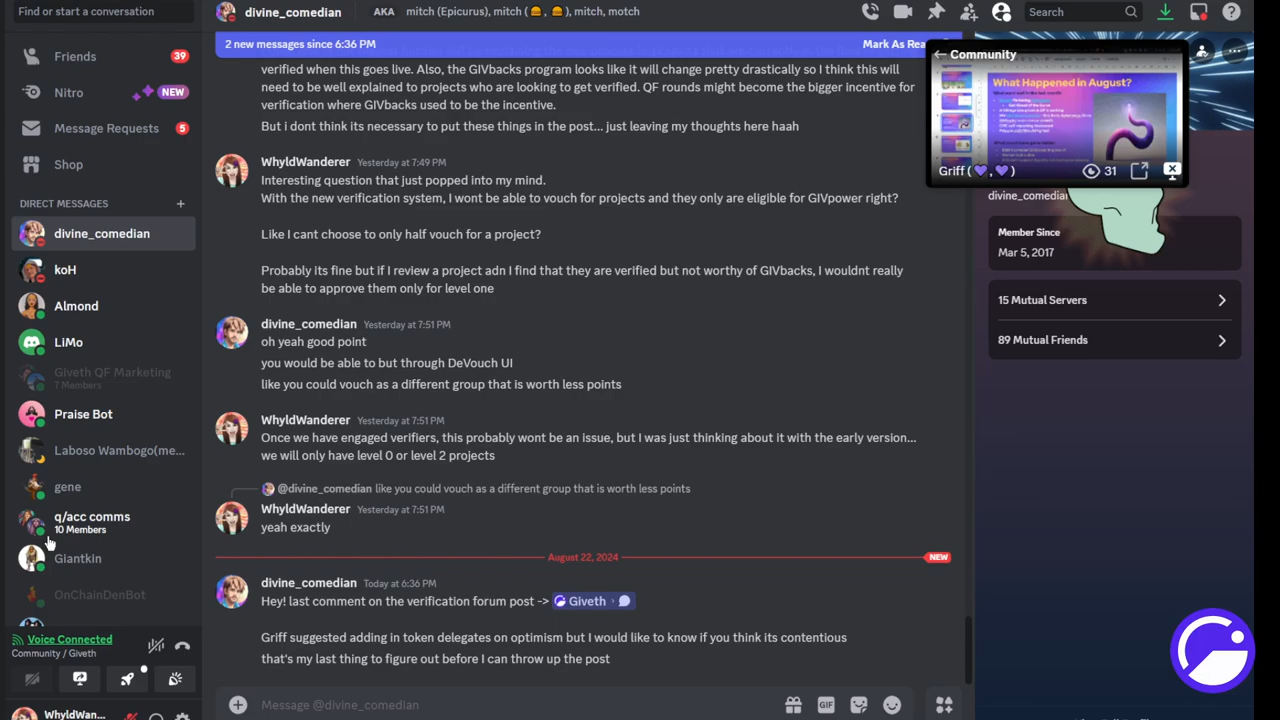 Find or start a conversation
divine_comedian
AKA
mitch (Epicurus), mitch (🍔, 🍔), mitch, motch
Search
Friends
39
Nitro
NEW
Message Requests
5
Shop
DIRECT MESSAGES
divine_comedian
koH
Almond
LiMo
Giveth QF Marketing
7 Members
Praise Bot
Laboso Wambogo(me...
gene
q/acc comms
10 Members
Giantkin
OnChainDenBot
Voice Connected
Community / Giveth
WhyldWan...
2 new messages since 6:36 PM
Mark As Rea
verified when this goes live. Also, the GIVbacks program looks like it will change pretty drastically so I think this will
need to be well explained to projects who are looking to get verified. QF rounds might become the bigger incentive for
verification where GIVbacks used to be the incentive.
But i dont think is necessary to put these things in the post... just leaving my thoughts here haah
WhyldWanderer Yesterday at 7:49 PM
Interesting question that just popped into my mind.
With the new verification system, I wont be able to vouch for projects and they only are eligible for GIVpower right?
Like I cant choose to only half vouch for a project?
Probably its fine but if I review a project adn I find that they are verified but not worthy of GIVbacks, I wouldnt really
be able to approve them only for level one
divine_comedian Yesterday at 7:51 PM
oh yeah good point
you would be able to but through DeVouch UI
like you could vouch as a different group that is worth less points
WhyldWanderer Yesterday at 7:51 PM
Once we have engaged verifiers, this probably wont be an issue, but I was just thinking about it with the early version...
we will only have level 0 or level 2 projects
@divine_comedian like you could vouch as a different group that is worth less points
WhyldWanderer Yesterday at 7:51 PM
yeah exactly
August 22, 2024
NEW
divine_comedian Today at 6:36 PM
Hey! last comment on the verification forum post -> Giveth ›
Griff suggested adding in token delegates on optimism but I would like to know if you think its contentious
that's my last thing to figure out before I can throw up the post
Message @divine_comedian
GIF
Community
What Happened in August?
Griff (💜,💜)
31
divine_comedia
Member Since
Mar 5, 2017
15 Mutual Servers
89 Mutual Friends